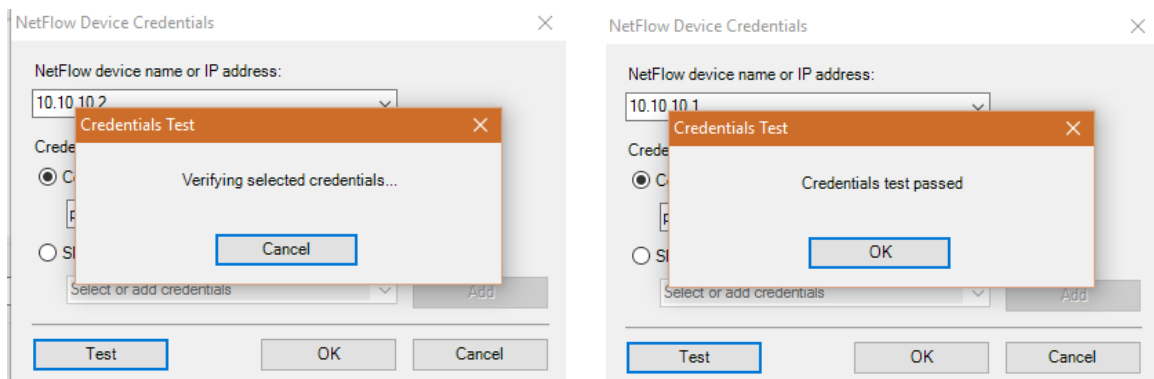 NetFlow Device Credentials
NetFlow device name or IP address:
10.10.10.2
Credentials Test
Verifying selected credentials...
Cancel
Select or add credentials
Add
Test OK Cancel
NetFlow Device Credentials
NetFlow device name or IP address:
10.10.10.1
Credentials Test
Credentials test passed
OK
Select or add credentials
Add
Test OK Cancel